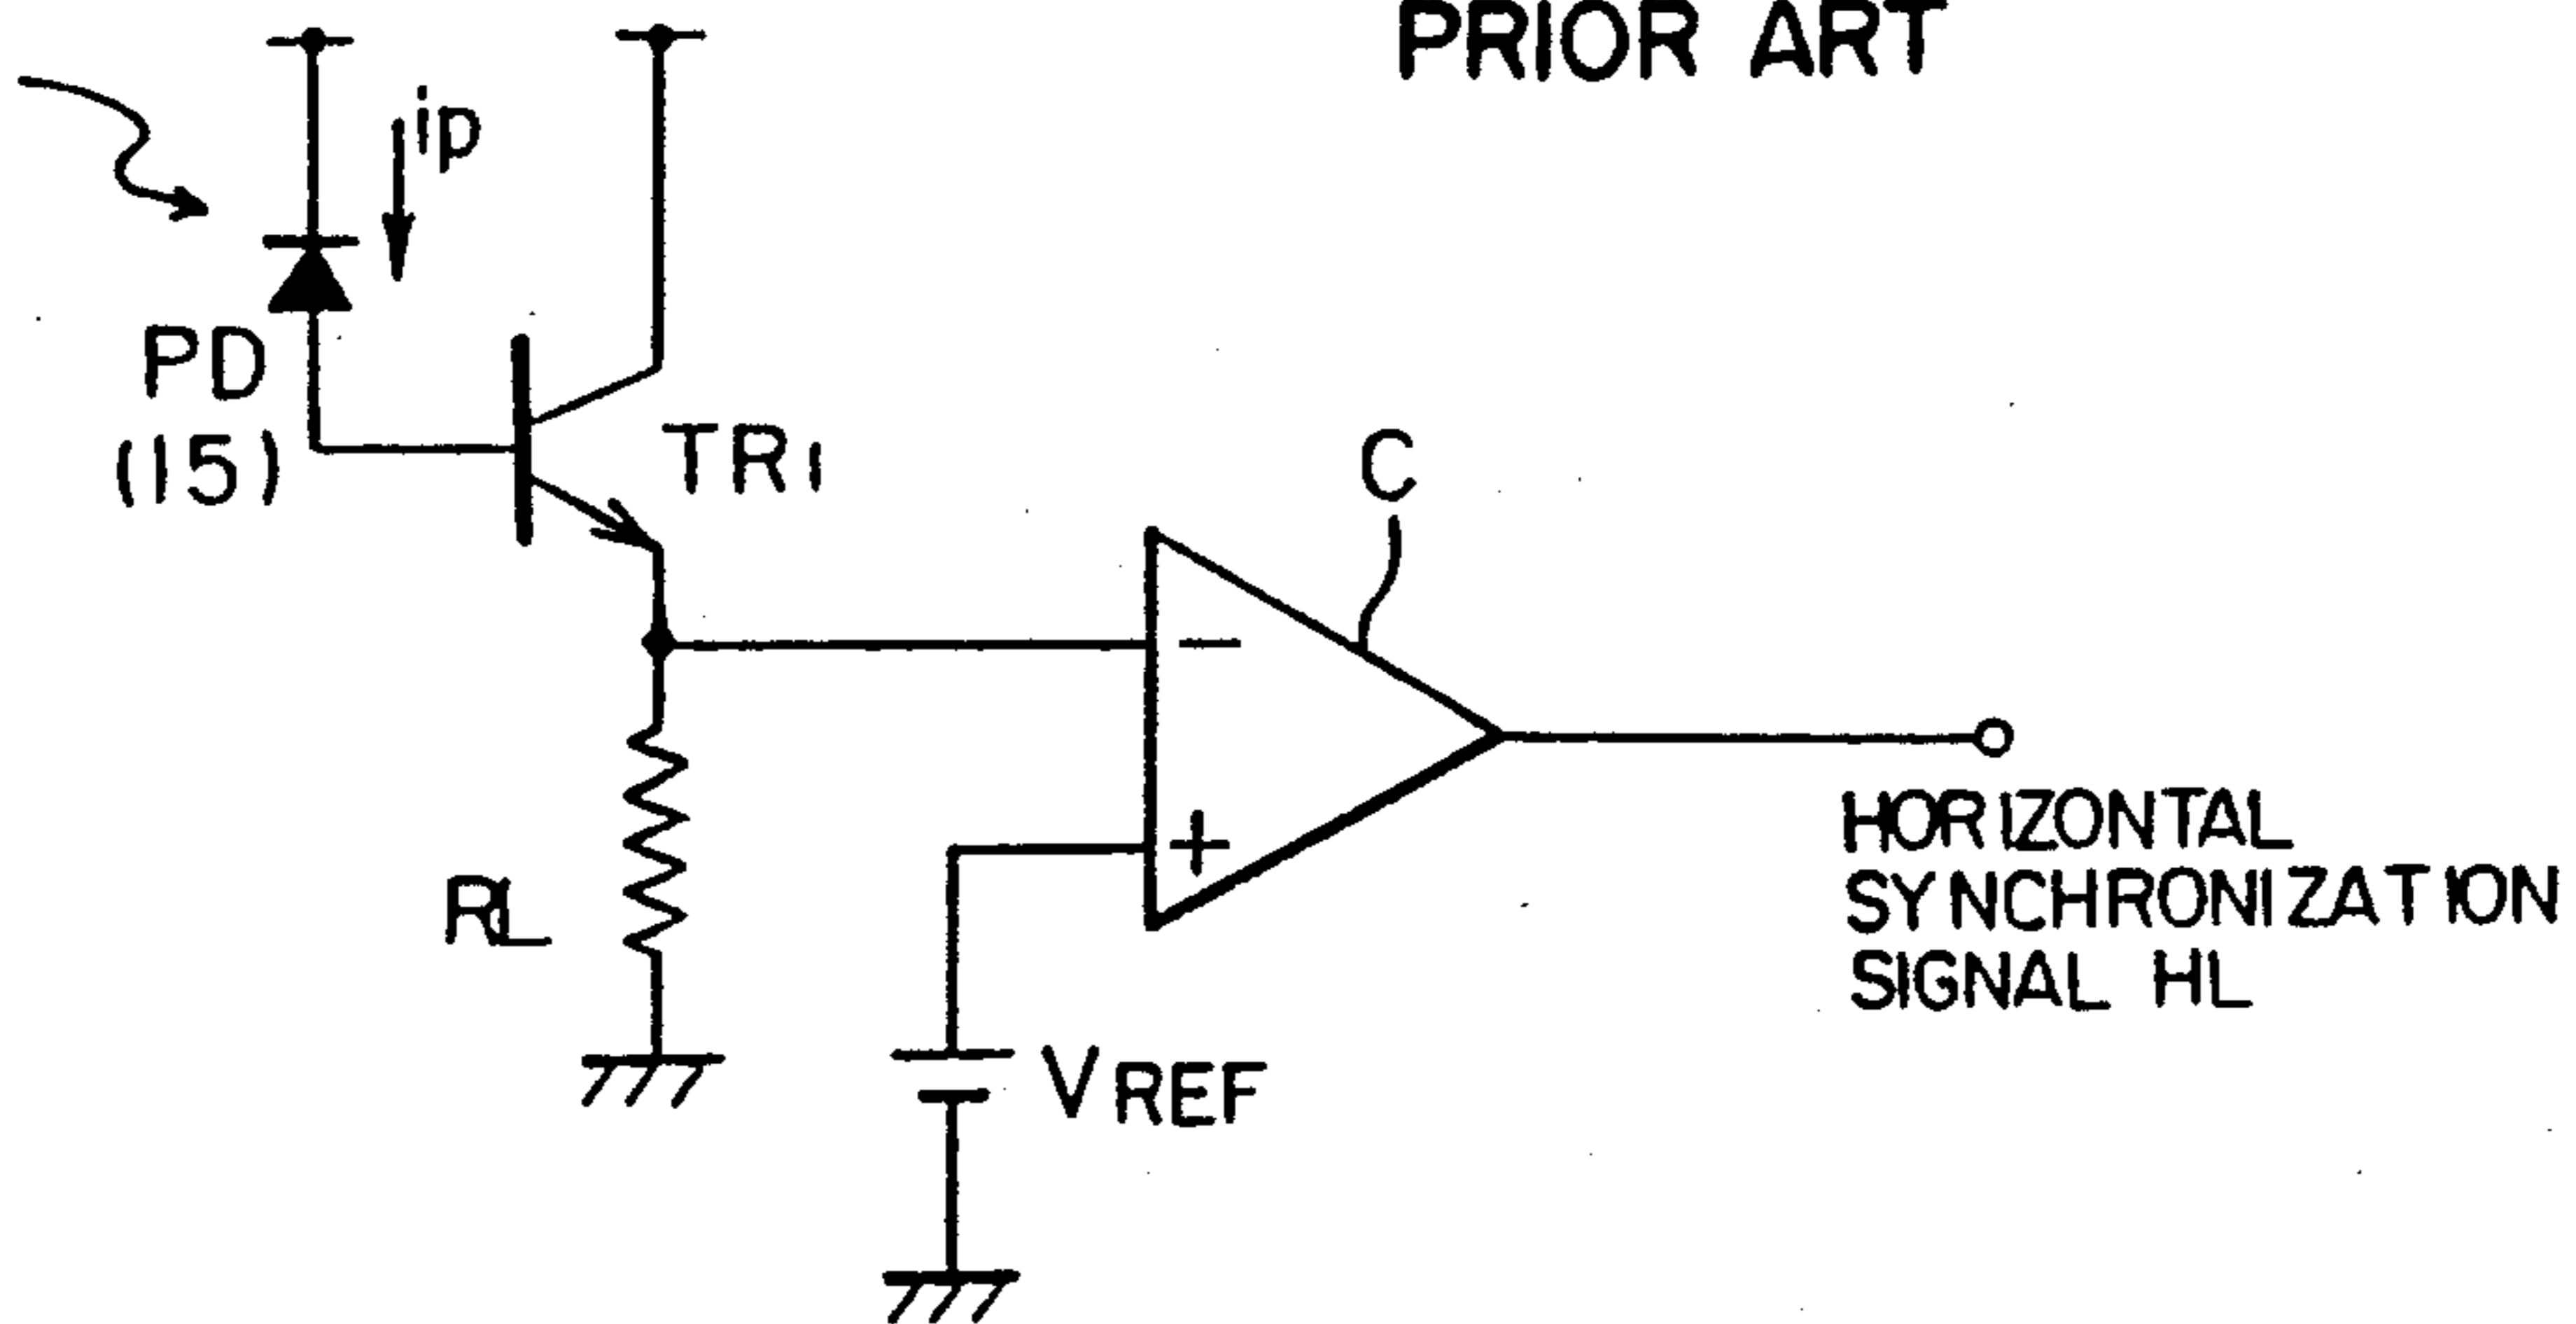 PRIOR ART
ip
PD
(15)
TR1
C
−
+
RL
VREF
HORIZONTAL
SYNCHRONIZATION
SIGNAL HL